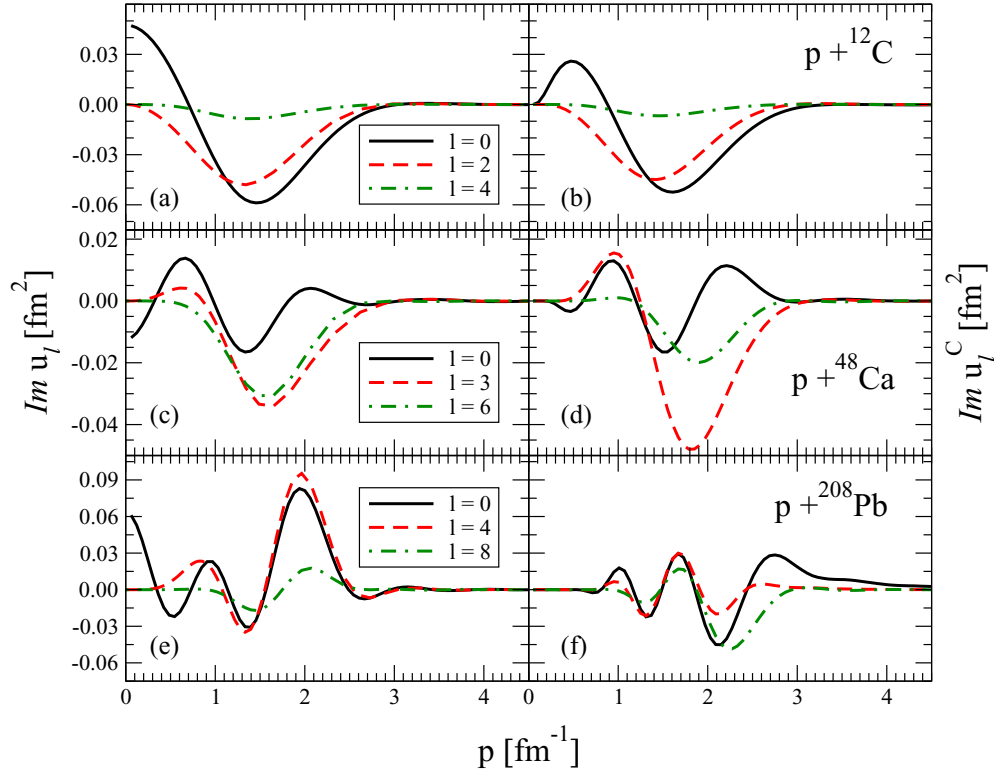 0.03
0.00
-0.03
-0.06
l = 0
l = 2
l = 4
(a)
p + ¹²C
(b)
0.02
0.00
-0.02
-0.04
l = 0
l = 3
l = 6
(c)
p + ⁴⁸Ca
(d)
Im u_l [fm²]
Im u_l^C [fm²]
0.09
0.06
0.03
0.00
-0.03
-0.06
l = 0
l = 4
l = 8
(e)
p + ²⁰⁸Pb
(f)
0 1 2 3 4 0 1 2 3 4
p [fm⁻¹]